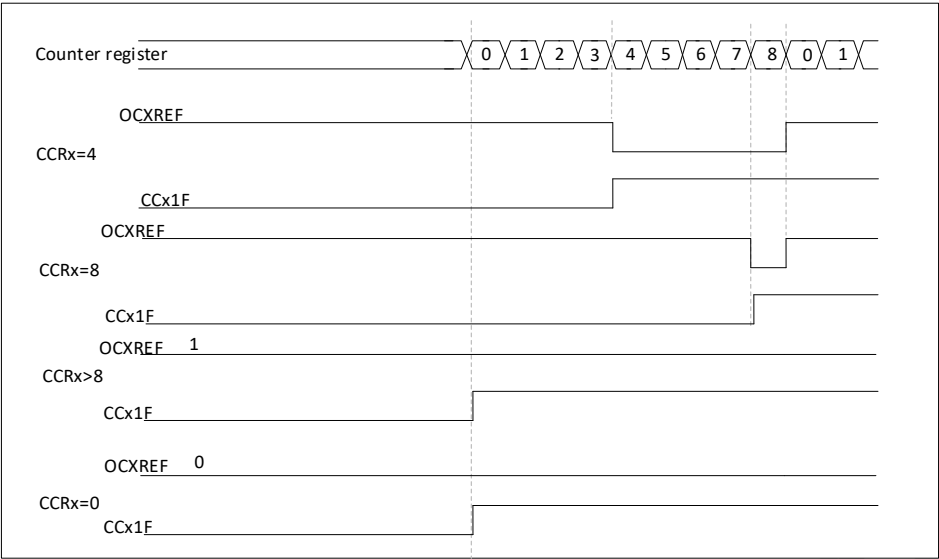 Counter register 0 1 2 3 4 5 6 7 8 0 1
OCXREF
CCRx=4
CCx1F
OCXREF
CCRx=8
CCx1F
OCXREF 1
CCRx>8
CCx1F
OCXREF 0
CCRx=0
CCx1F